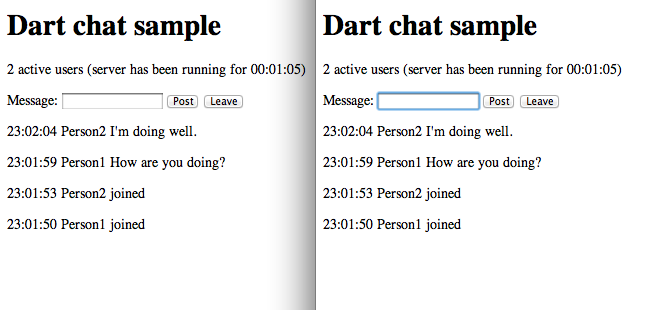 Dart chat sample
2 active users (server has been running for 00:01:05)
Message: Post Leave
23:02:04 Person2 I'm doing well.
23:01:59 Person1 How are you doing?
23:01:53 Person2 joined
23:01:50 Person1 joined
Dart chat sample
2 active users (server has been running for 00:01:05)
Message: Post Leave
23:02:04 Person2 I'm doing well.
23:01:59 Person1 How are you doing?
23:01:53 Person2 joined
23:01:50 Person1 joined